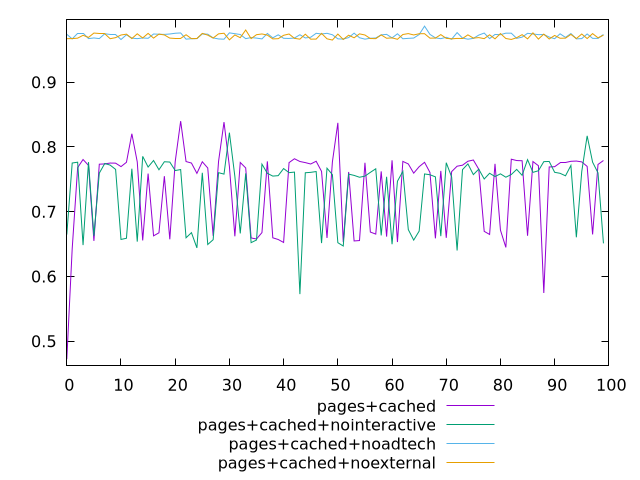 0.9
0.8
0.7
0.6
0.5
0 10 20 30 40 50 60 70 80 90 100
pages+cached
pages+cached+nointeractive
pages+cached+noadtech
pages+cached+noexternal